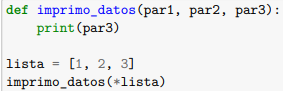 def imprimo_datos(par1, par2, par3):
    print(par3)

lista = [1, 2, 3]
imprimo_datos(*lista)